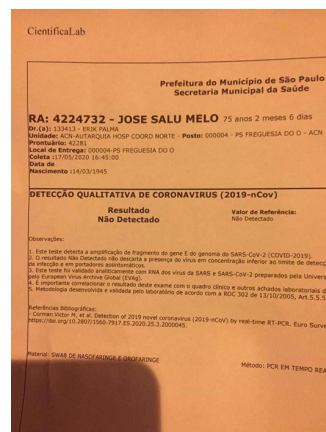 CientíficaLab
Prefeitura do Município de São Paulo
Secretaria Municipal da Saúde
RA: 4224732 - JOSE SALU MELO 75 anos 2 meses 6 dias
Dr.(a): 133413 - ERIK PALMA
Unidade: ACN-AUTARQUIA HOSP COORD NORTE - Posto: 000004 - PS FREGUESIA DO O - ACN
Prontuário: 42281
Local de Entrega: 000004-PS FREGUESIA DO O
Coleta :17/05/2020 16:45:00
Data de
Nascimento :14/03/1945
DETECÇÃO QUALITATIVA DE CORONAVIRUS (2019-nCov)
Resultado Valor de Referência:
Não Detectado Não Detectado
Observações:
1. Este teste detecta a amplificação de fragmento do gene E do genoma do SARS-CoV-2 (COVID-2019).
2. O resultado Não Detectado não descarta a presença do vírus em concentração inferior ao limite de detecç
da infecção e em portadores assintomáticos.
3. Este teste foi validado analiticamente com RNA dos vírus da SARS e SARS-CoV-2 preparados pela Univers
pelo European Virus Archive Global (EVAg).
4. É importante correlacionar o resultado deste exame com o quadro clínico e outros achados laboratoriais d
5. Metodologia desenvolvida e validada pelo laboratório de acordo com a RDC 302 de 13/10/2005, Art.5.5.5
Referências Bibliográficas:
- Corman Victor M, et al. Detection of 2019 novel coronavirus (2019-nCoV) by real-time RT-PCR. Euro Surve
https://doi.org/10.2807/1560-7917.ES.2020.25.3.2000045.
Material: SWAB DE NASOFARINGE E OROFARINGE
Método: PCR EM TEMPO REA